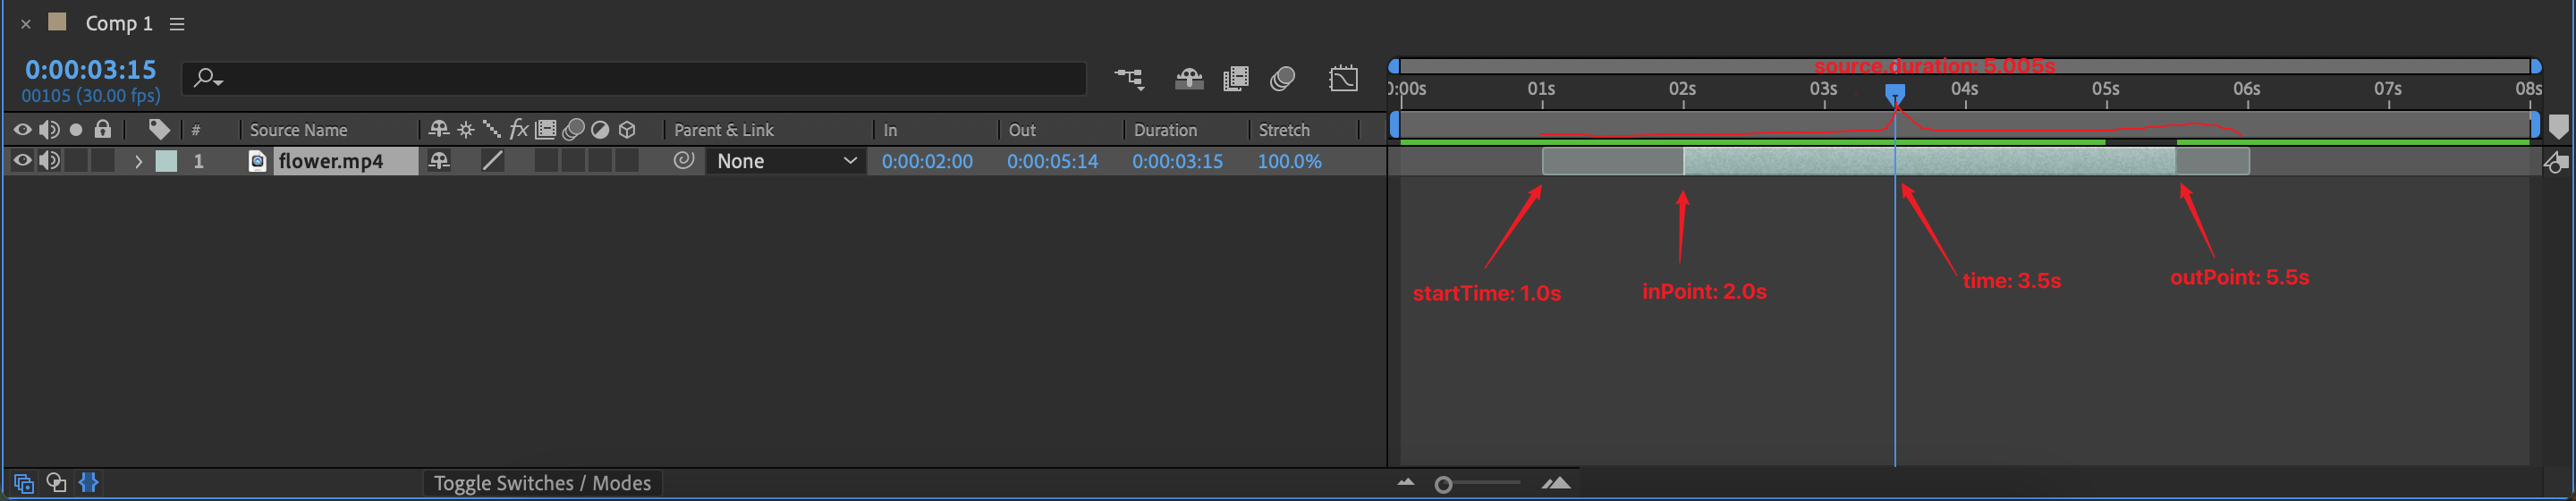 × Comp 1
0:00:03:15
00105 (30.00 fps)
source.duration: 5.005s
0:00s 01s 02s 03s 04s 05s 06s 07s 08s
# Source Name fx Parent & Link In Out Duration Stretch
1 flower.mp4 None 0:00:02:00 0:00:05:14 0:00:03:15 100.0%
startTime: 1.0s
inPoint: 2.0s
time: 3.5s
outPoint: 5.5s
Toggle Switches / Modes